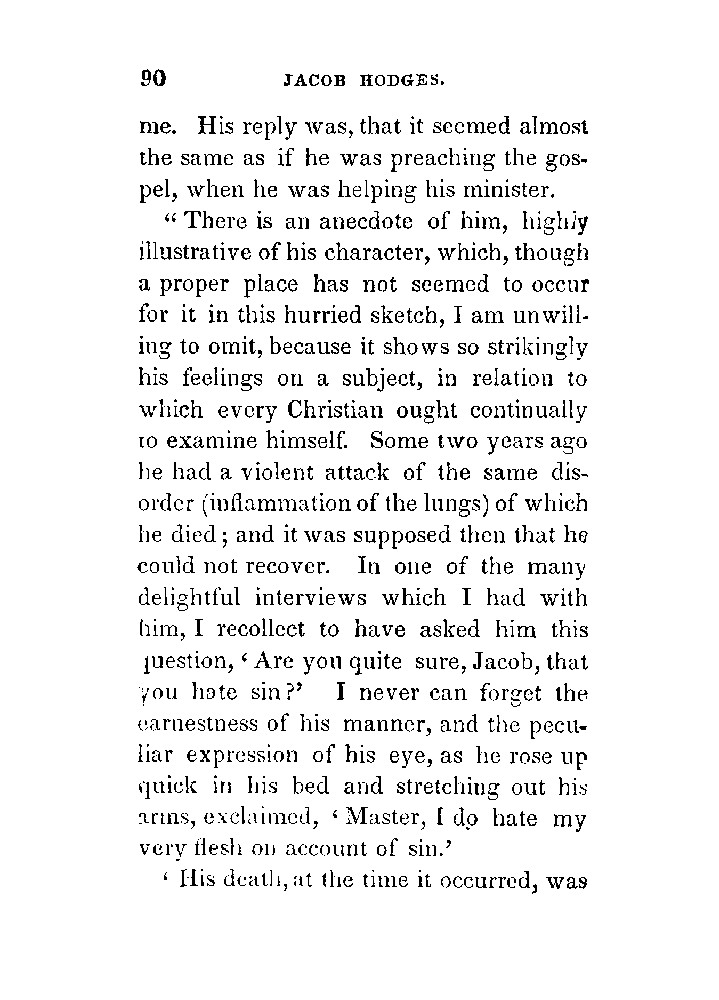 90 JACOB HODGES.
me. His reply was, that it seemed almost
the same as if he was preaching the gos-
pel, when he was helping his minister.
“ There is an anecdote of him, highly
illustrative of his character, which, though
a proper place has not seemed to occur
for it in this hurried sketch, I am unwill-
ing to omit, because it shows so strikingly
his feelings on a subject, in relation to
which every Christian ought continually
to examine himself. Some two years ago
he had a violent attack of the same dis-
order (inflammation of the lungs) of which
he died; and it was supposed then that he
could not recover. In one of the many
delightful interviews which I had with
him, I recollect to have asked him this
question, ‘ Are you quite sure, Jacob, that
you hate sin?’ I never can forget the
earnestness of his manner, and the pecu-
liar expression of his eye, as he rose up
quick in his bed and stretching out his
arms, exclaimed, ‘ Master, I do hate my
very flesh on account of sin.’
‘ His death, at the time it occurred, was